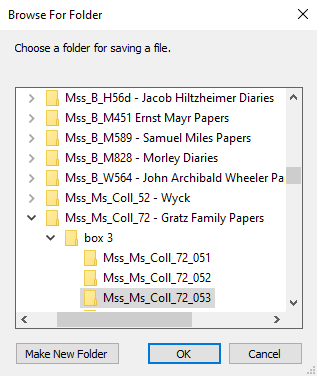 Browse For Folder
Choose a folder for saving a file.
Mss_B_H56d - Jacob Hiltzheimer Diaries
Mss_B_M451 Ernst Mayr Papers
Mss_B_M589 - Samuel Miles Papers
Mss_B_M828 - Morley Diaries
Mss_B_W564 - John Archibald Wheeler Pa
Mss_Ms_Coll_52 - Wyck
Mss_Ms_Coll_72 - Gratz Family Papers
box 3
Mss_Ms_Coll_72_051
Mss_Ms_Coll_72_052
Mss_Ms_Coll_72_053
Make New Folder OK Cancel